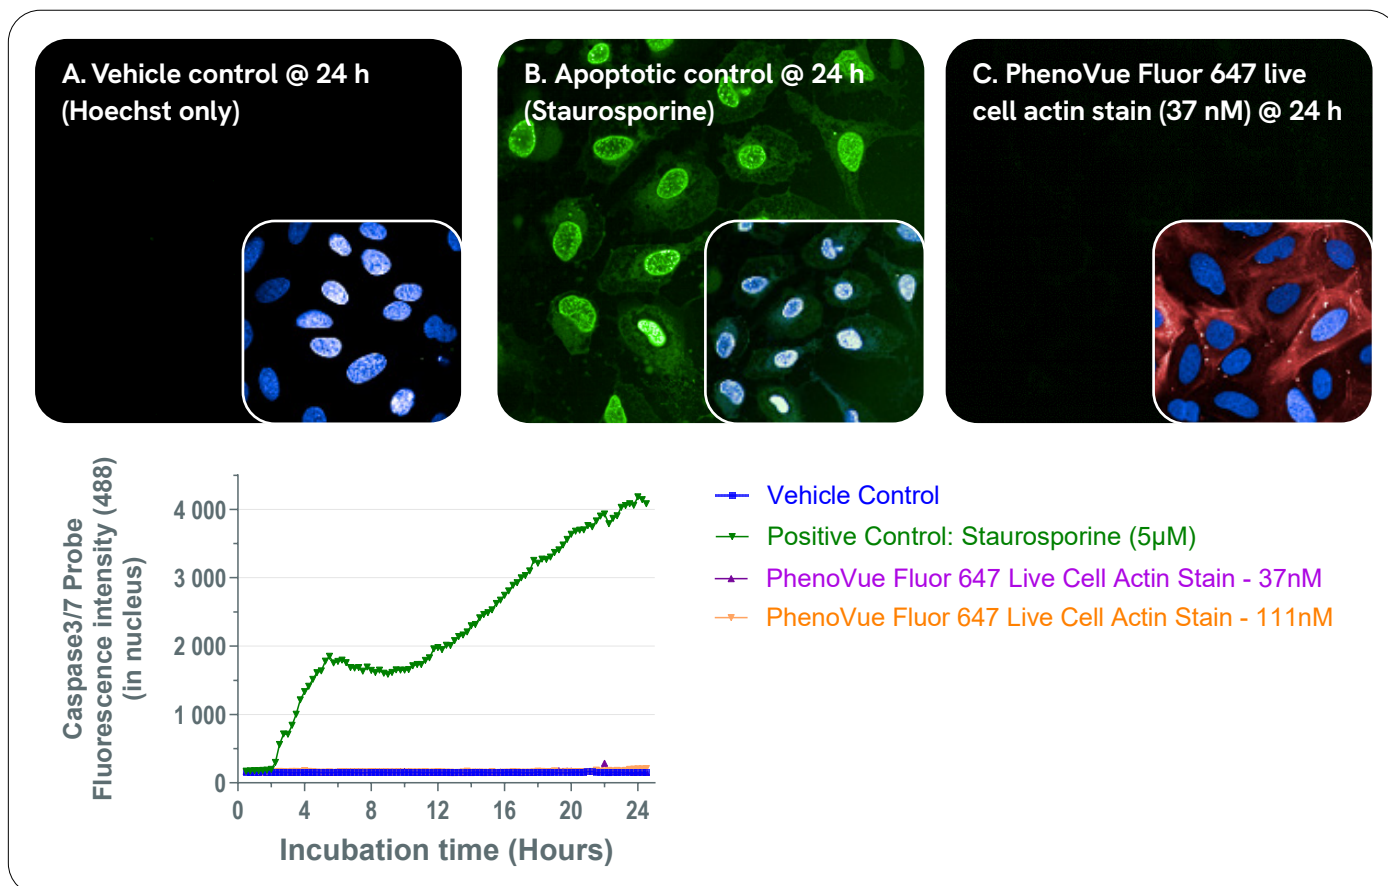 A. Vehicle control @ 24 h
(Hoechst only)
B. Apoptotic control @ 24 h
(Staurosporine)
C. PhenoVue Fluor 647 live
cell actin stain (37 nM) @ 24 h
Caspase3/7 Probe
Fluorescence intensity (488)
(in nucleus)
4 000
3 000
2 000
1 000
0
0 4 8 12 16 20 24
Incubation time (Hours)
Vehicle Control
Positive Control: Staurosporine (5µM)
PhenoVue Fluor 647 Live Cell Actin Stain - 37nM
PhenoVue Fluor 647 Live Cell Actin Stain - 111nM